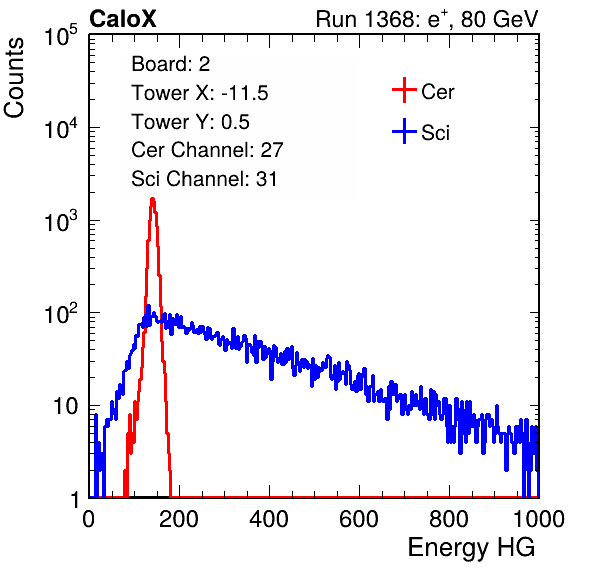 CaloX Run 1368: e⁺, 80 GeV
Counts
Board: 2
Tower X: -11.5
Tower Y: 0.5
Cer Channel: 27
Sci Channel: 31
Cer
Sci
10⁵
10⁴
10³
10²
10
1
0 200 400 600 800 1000
Energy HG